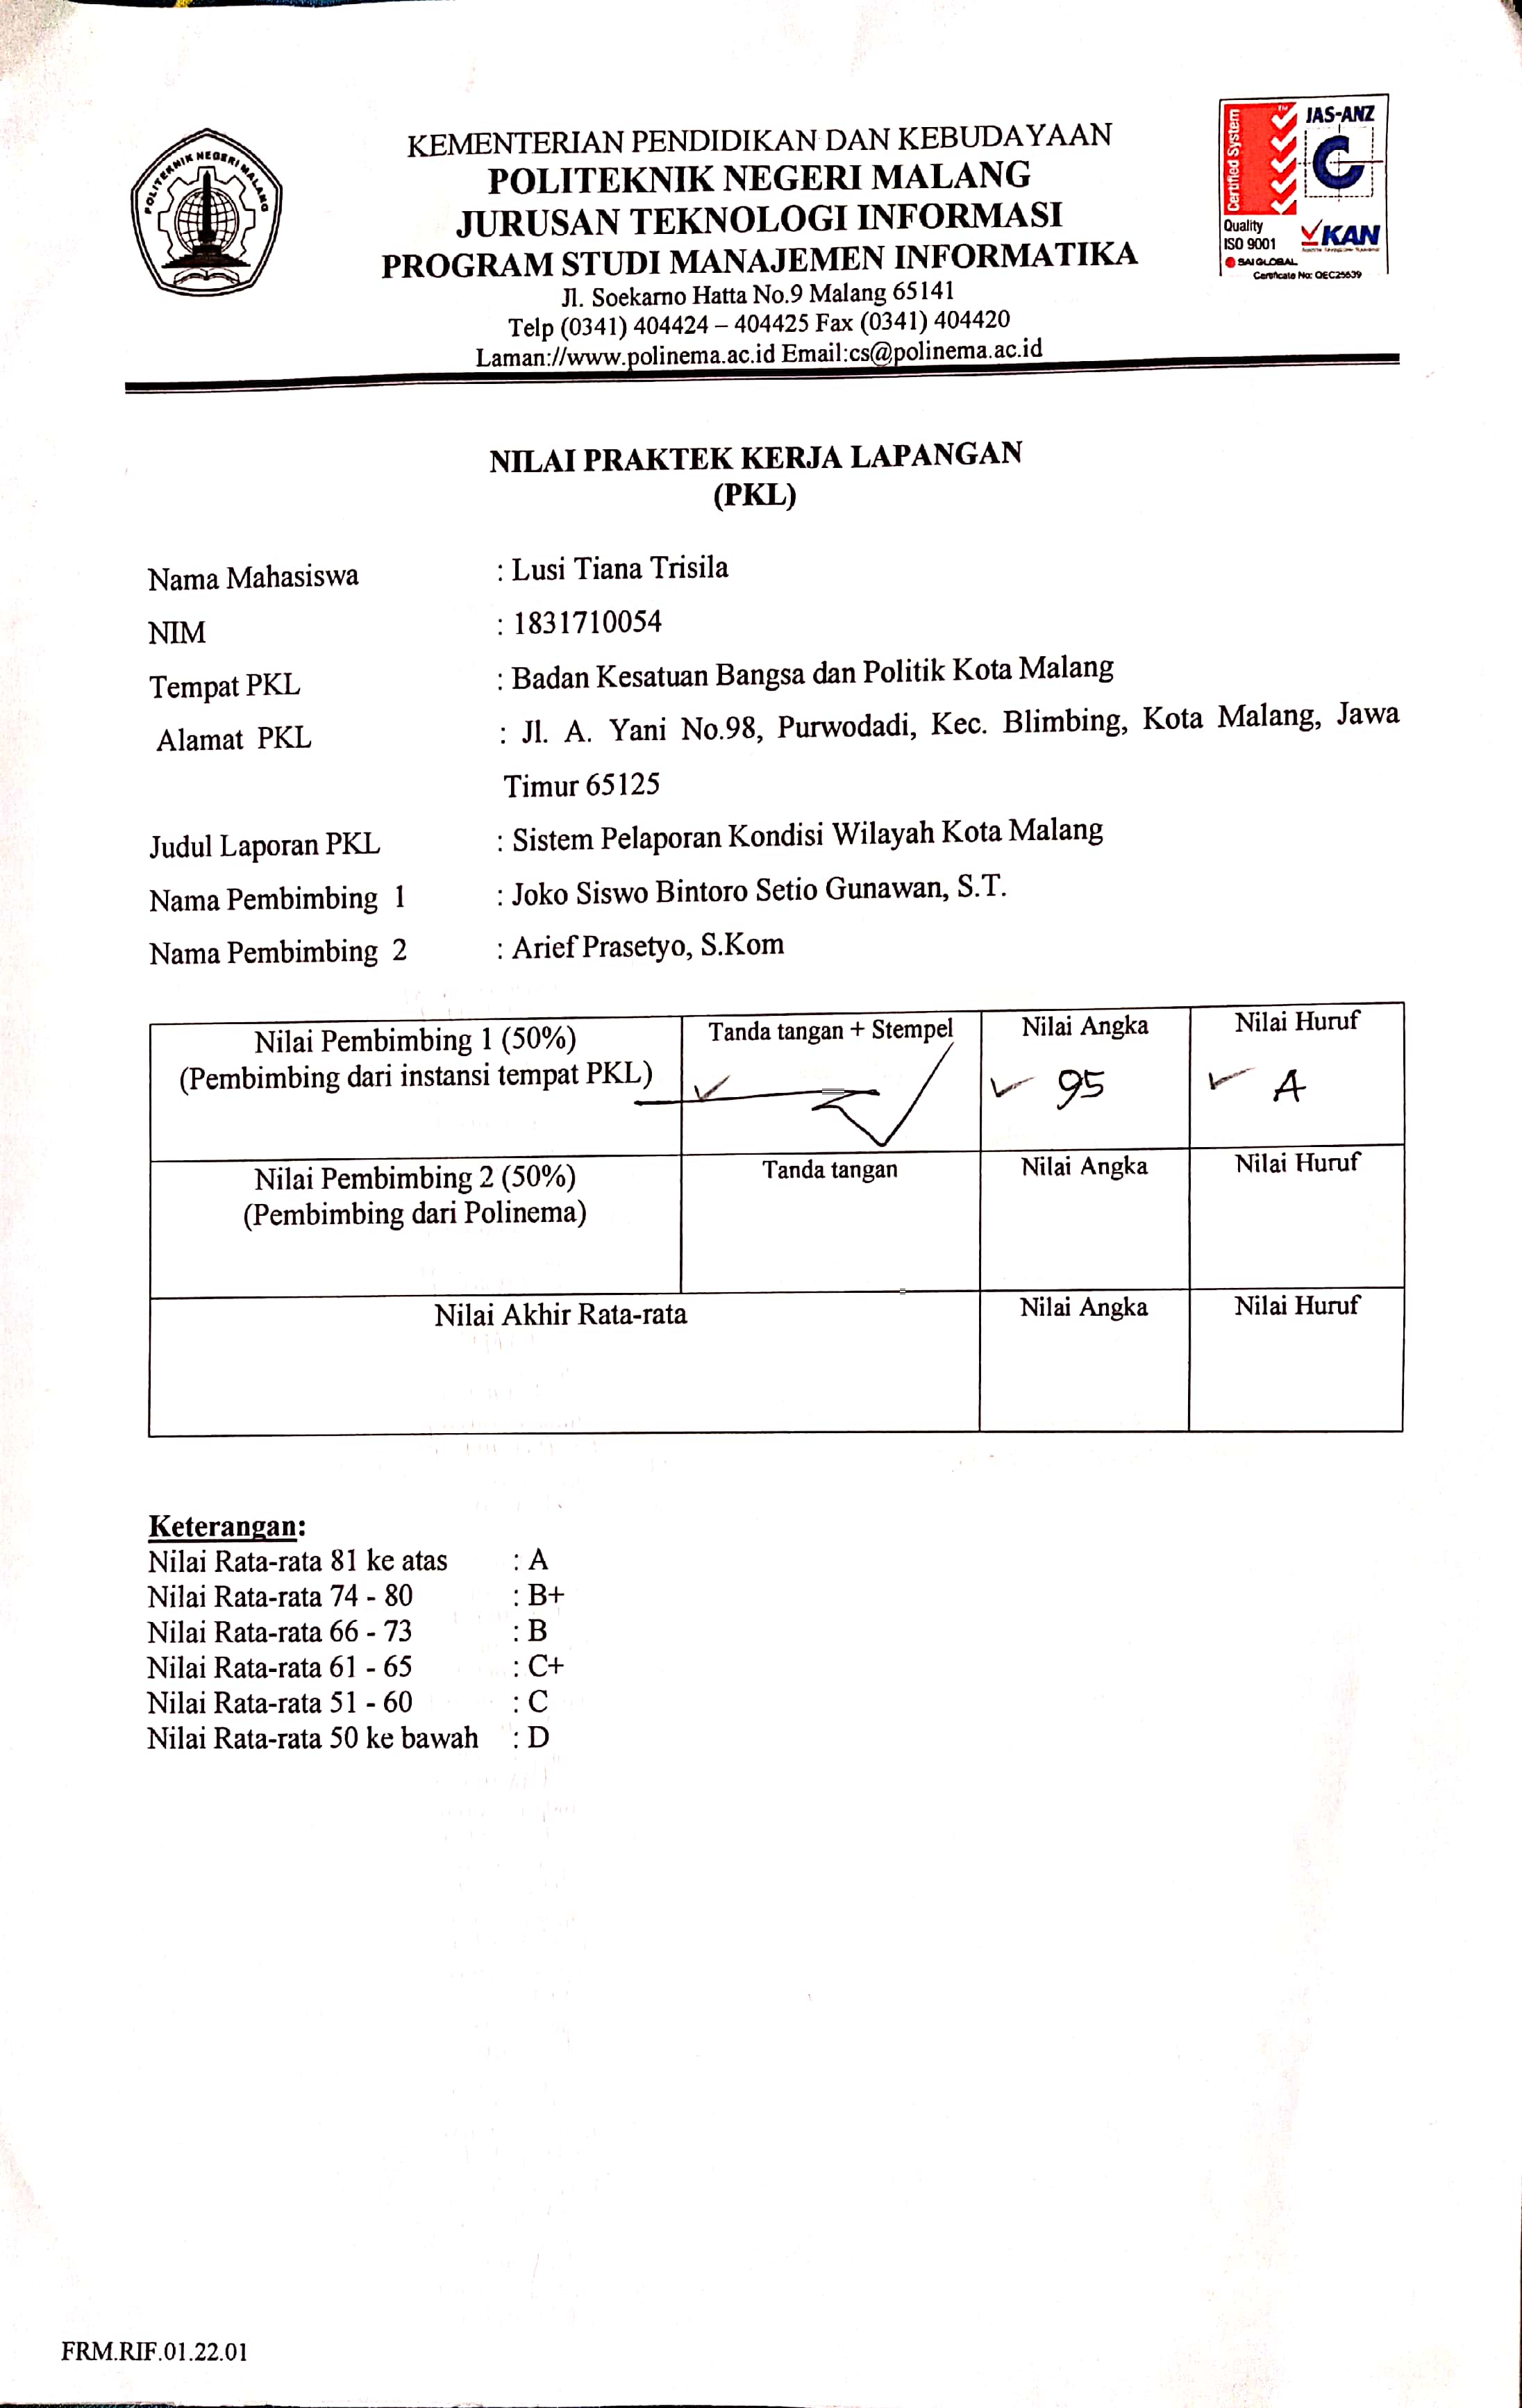 POLITEKNIK NEGERI MALANG
KEMENTERIAN PENDIDIKAN DAN KEBUDAYAAN
POLITEKNIK NEGERI MALANG
JURUSAN TEKNOLOGI INFORMASI
PROGRAM STUDI MANAJEMEN INFORMATIKA
Jl. Soekarno Hatta No.9 Malang 65141
Telp (0341) 404424 – 404425 Fax (0341) 404420
Laman://www.polinema.ac.id Email:cs@polinema.ac.id
Certified System
JAS-ANZ
Quality
ISO 9001
KAN
SAI GLOBAL
Certificate No: QEC25639
NILAI PRAKTEK KERJA LAPANGAN
(PKL)
Nama Mahasiswa : Lusi Tiana Trisila
NIM : 1831710054
Tempat PKL : Badan Kesatuan Bangsa dan Politik Kota Malang
Alamat PKL : Jl. A. Yani No.98, Purwodadi, Kec. Blimbing, Kota Malang, Jawa
Timur 65125
Judul Laporan PKL : Sistem Pelaporan Kondisi Wilayah Kota Malang
Nama Pembimbing 1 : Joko Siswo Bintoro Setio Gunawan, S.T.
Nama Pembimbing 2 : Arief Prasetyo, S.Kom
Nilai Pembimbing 1 (50%) Tanda tangan + Stempel Nilai Angka Nilai Huruf
(Pembimbing dari instansi tempat PKL) 95 A
Nilai Pembimbing 2 (50%) Tanda tangan Nilai Angka Nilai Huruf
(Pembimbing dari Polinema)
Nilai Akhir Rata-rata Nilai Angka Nilai Huruf
Keterangan:
Nilai Rata-rata 81 ke atas : A
Nilai Rata-rata 74 - 80 : B+
Nilai Rata-rata 66 - 73 : B
Nilai Rata-rata 61 - 65 : C+
Nilai Rata-rata 51 - 60 : C
Nilai Rata-rata 50 ke bawah : D
FRM.RIF.01.22.01